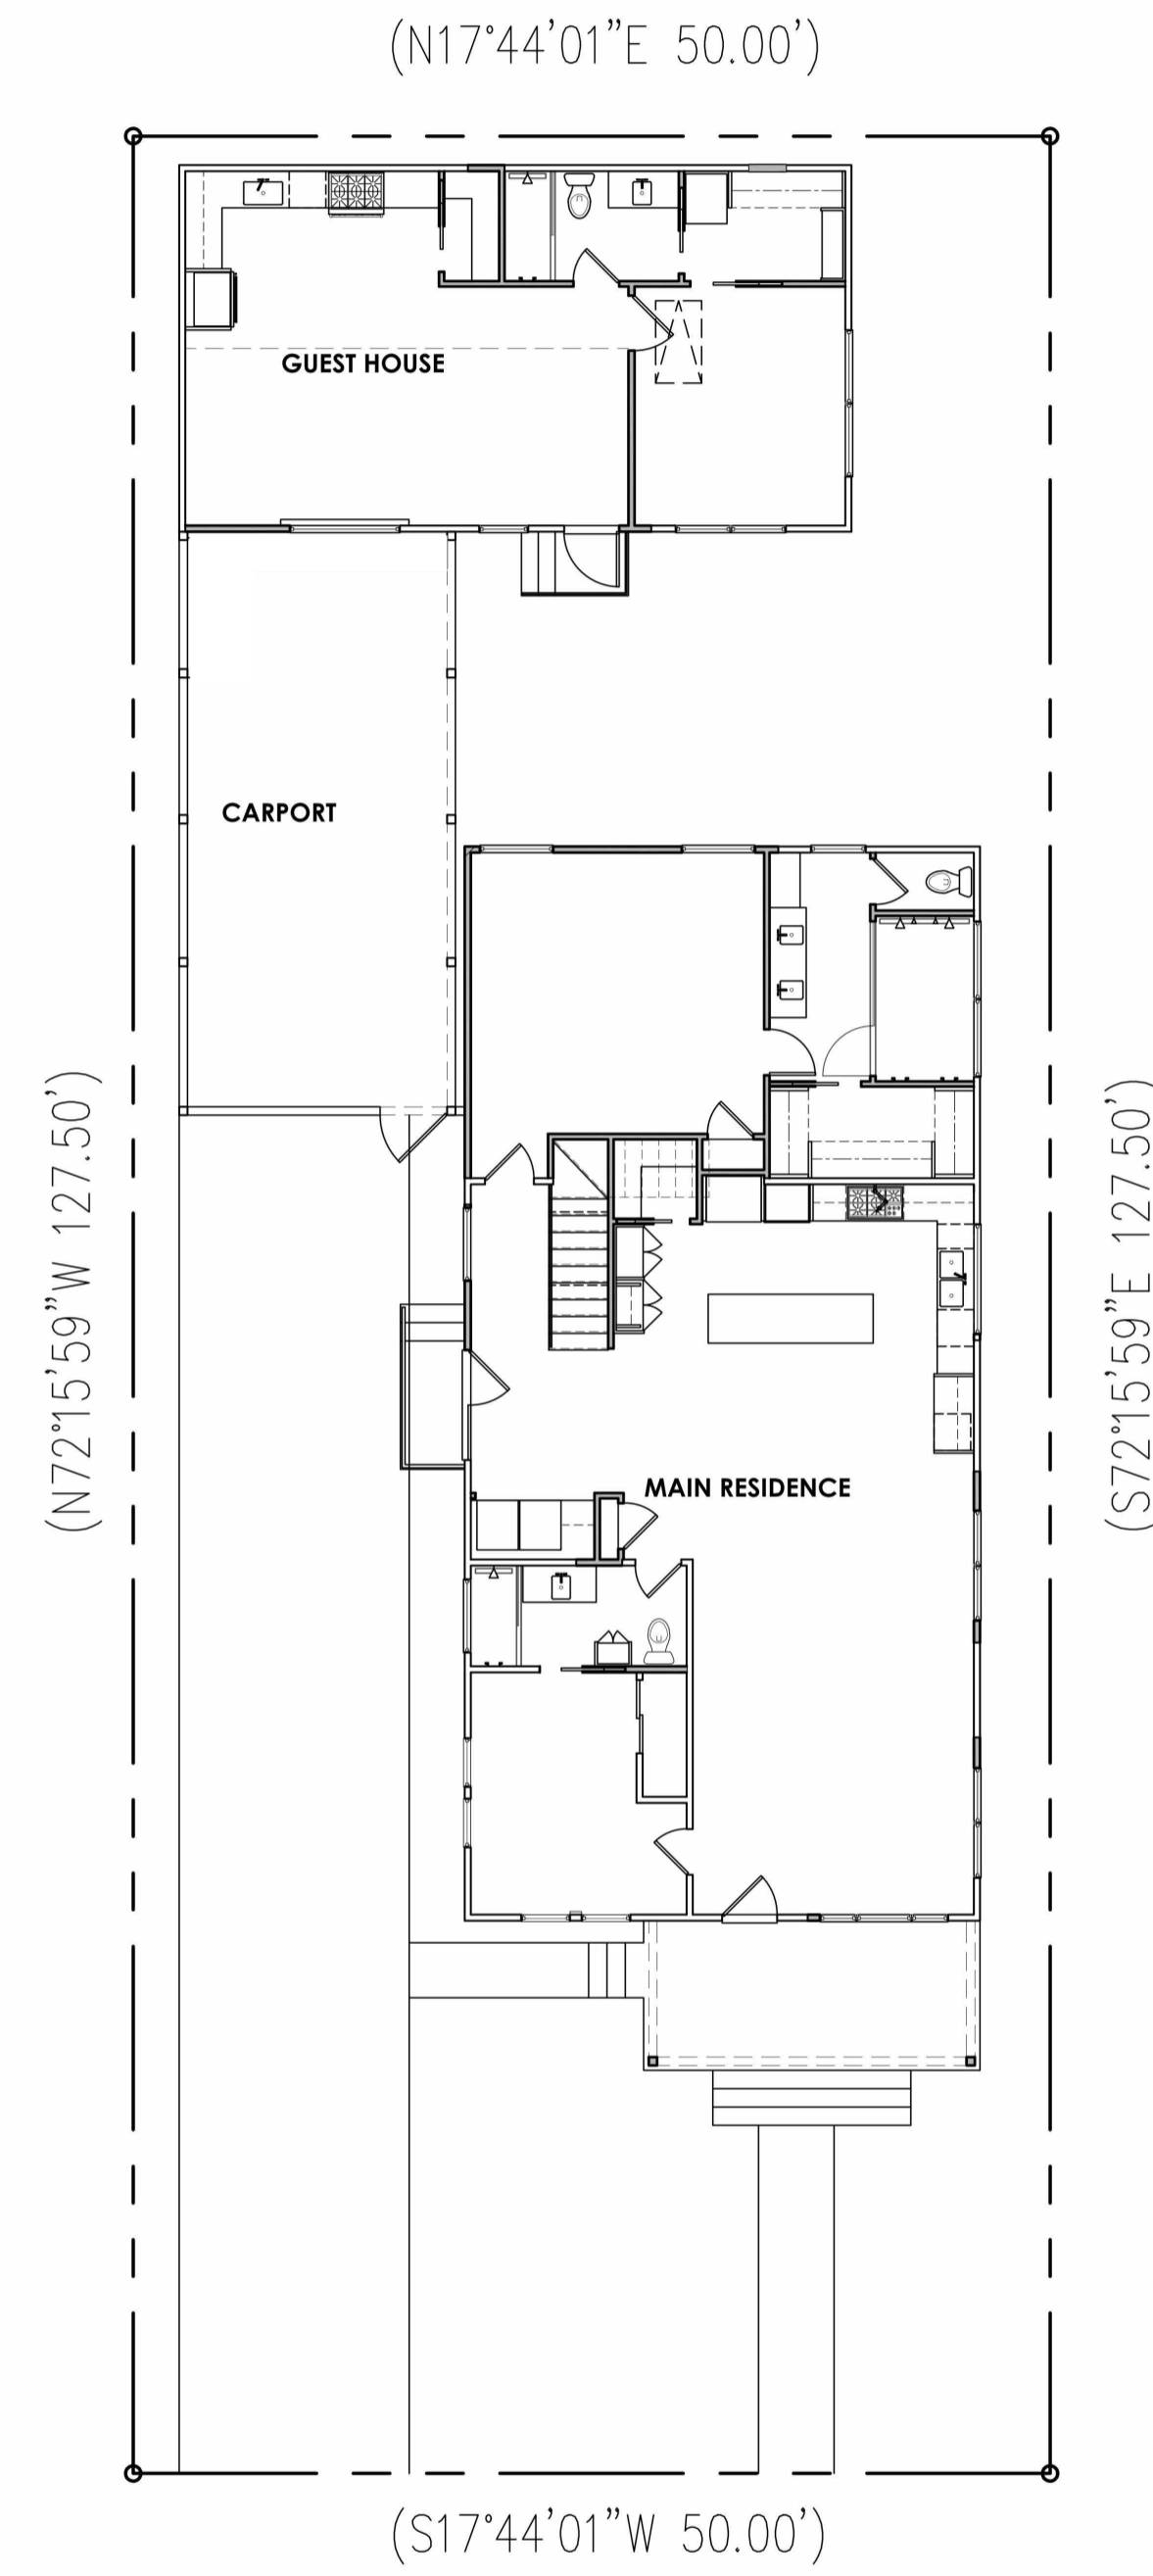 (N17°44'01"E 50.00')
GUEST HOUSE
CARPORT
(N72°15'59"W 127.50')
(S72°15'59"E 127.50')
MAIN RESIDENCE
(S17°44'01"W 50.00')